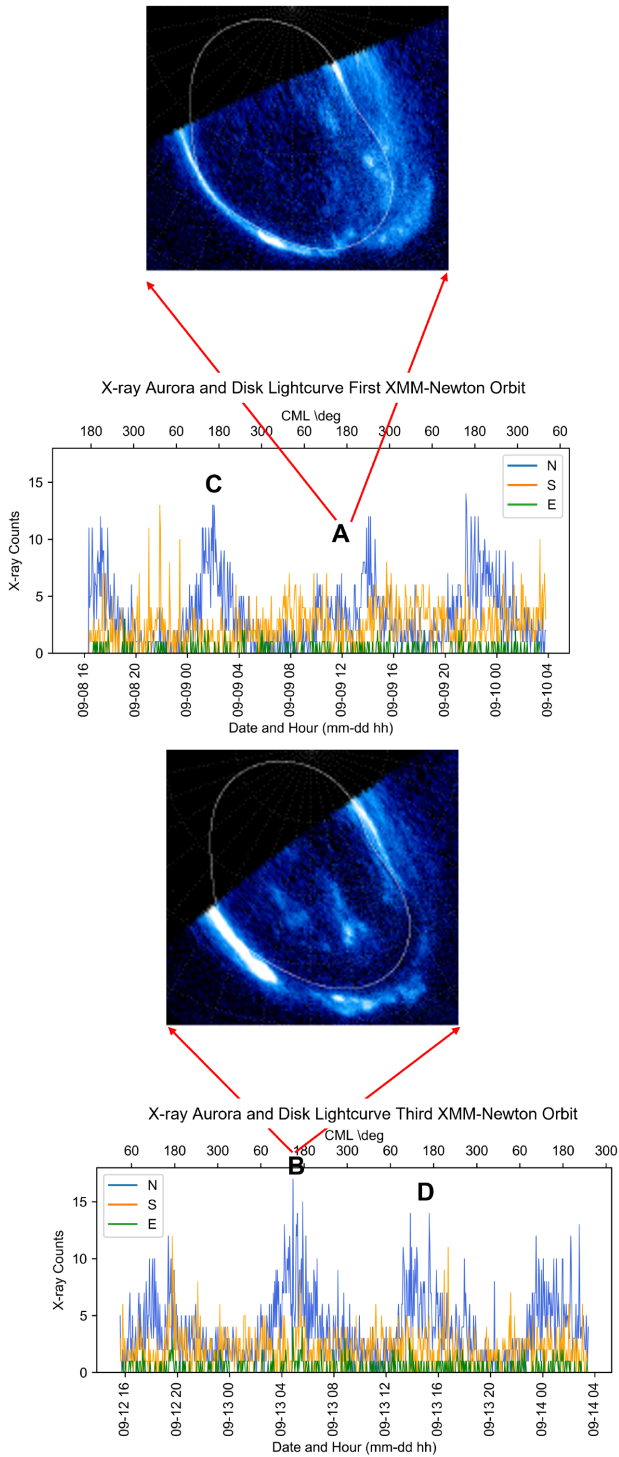 X-ray Aurora and Disk Lightcurve First XMM-Newton Orbit
CML \deg
180 300 60 180 300 60 180 300 60 180 300 60
C
A
N
S
E
15
10
5
0
X-ray Counts
09-08 16
09-08 20
09-09 00
09-09 04
09-09 08
09-09 12
09-09 16
09-09 20
09-10 00
09-10 04
Date and Hour (mm-dd hh)
X-ray Aurora and Disk Lightcurve Third XMM-Newton Orbit
CML \deg
60 180 300 60 180 300 60 180 300 60 180 300
B
D
N
S
E
15
10
5
0
X-ray Counts
09-12 16
09-12 20
09-13 00
09-13 04
09-13 08
09-13 12
09-13 16
09-13 20
09-14 00
09-14 04
Date and Hour (mm-dd hh)